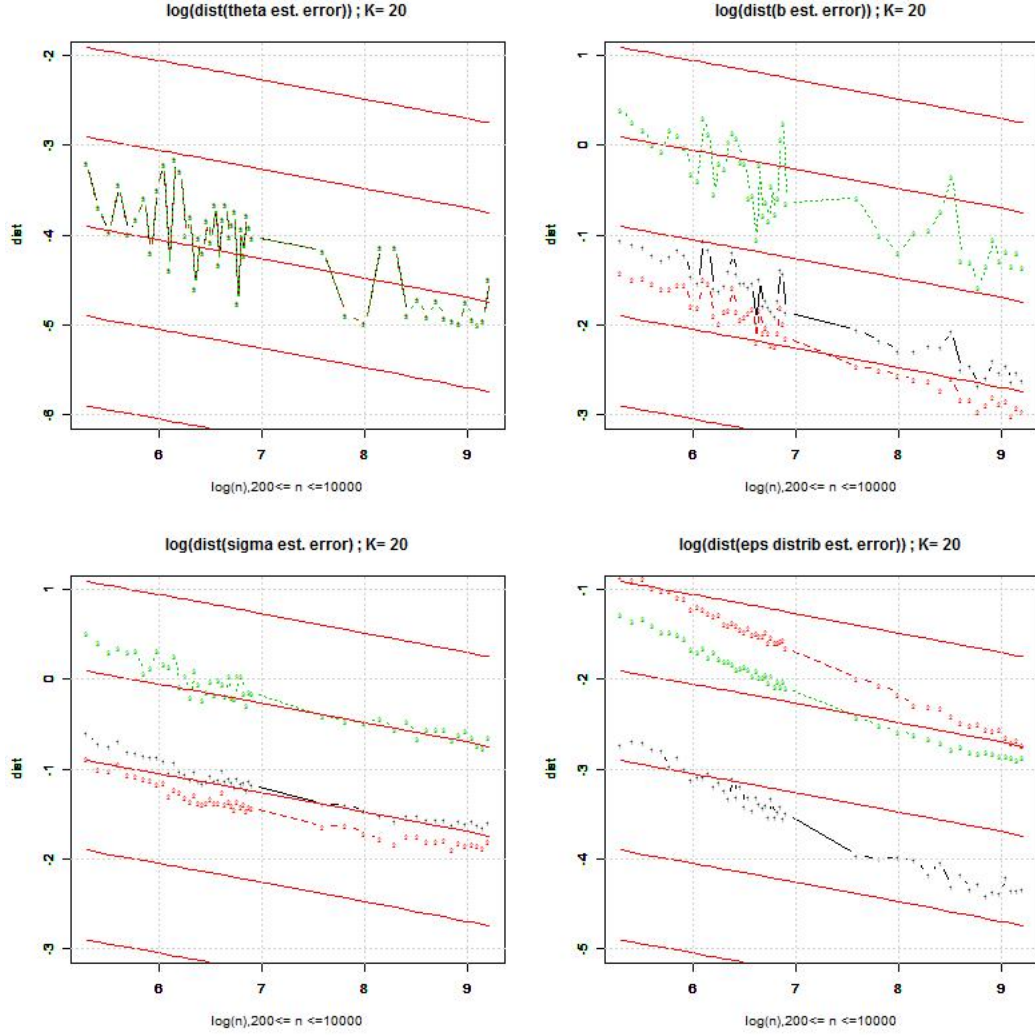 log(dist(theta est. error)) ; K= 20
-2
-3
-4
-5
-6
dist
6 7 8 9
log(n),200<= n <=10000
log(dist(b est. error)) ; K= 20
1
0
-1
-2
-3
dist
6 7 8 9
log(n),200<= n <=10000
log(dist(sigma est. error) ; K= 20
1
0
-1
-2
-3
dist
6 7 8 9
log(n),200<= n <=10000
log(dist(eps distrib est. error)) ; K= 20
-1
-2
-3
-4
-5
dist
6 7 8 9
log(n),200<= n <=10000